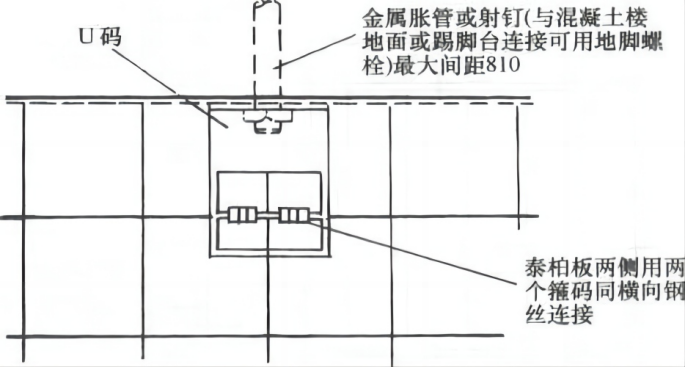 金属胀管或射钉(与混凝土楼
地面或踢脚台连接可用地脚螺
栓)最大间距810
U码
泰柏板两侧用两
个箍码同横向钢
丝连接